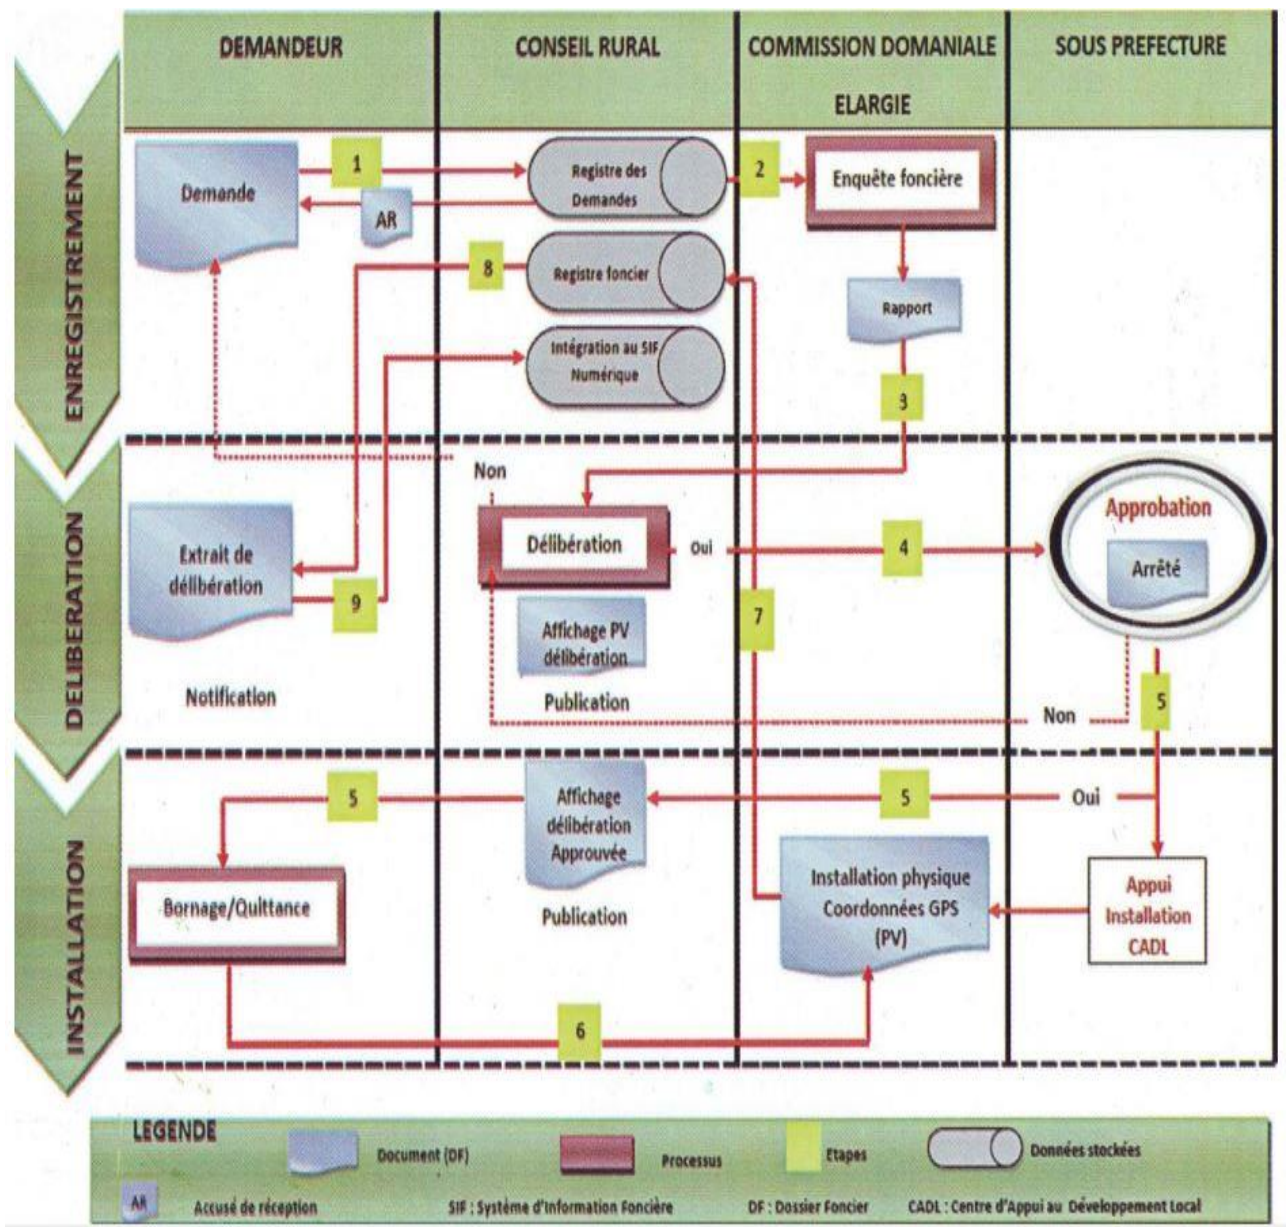 DEMANDEUR
CONSEIL RURAL
COMMISSION DOMANIALE
ELARGIE
SOUS PREFECTURE
ENREGISTREMENT
Demande
1
AR
Registre des
Demandes
2
Enquête foncière
8
Registre foncier
Rapport
Intégration au SIF
Numérique
3
DELIBERATION
Non
Extrait de
délibération
9
Notification
Délibération
Oui
4
Approbation
Arrêté
Affichage PV
délibération
Publication
7
Non
5
INSTALLATION
5
Affichage
délibération
Approuvée
5
Oui
Bornage/Quittance
Publication
Installation physique
Coordonnées GPS
(PV)
Appui
Installation
CADL
6
LEGENDE
Document (DF)
Processus
Etapes
Données stockées
AR
Accusé de réception
SIF : Système d'Information Foncière
DF : Dossier Foncier
CADL : Centre d'Appui au Développement Local